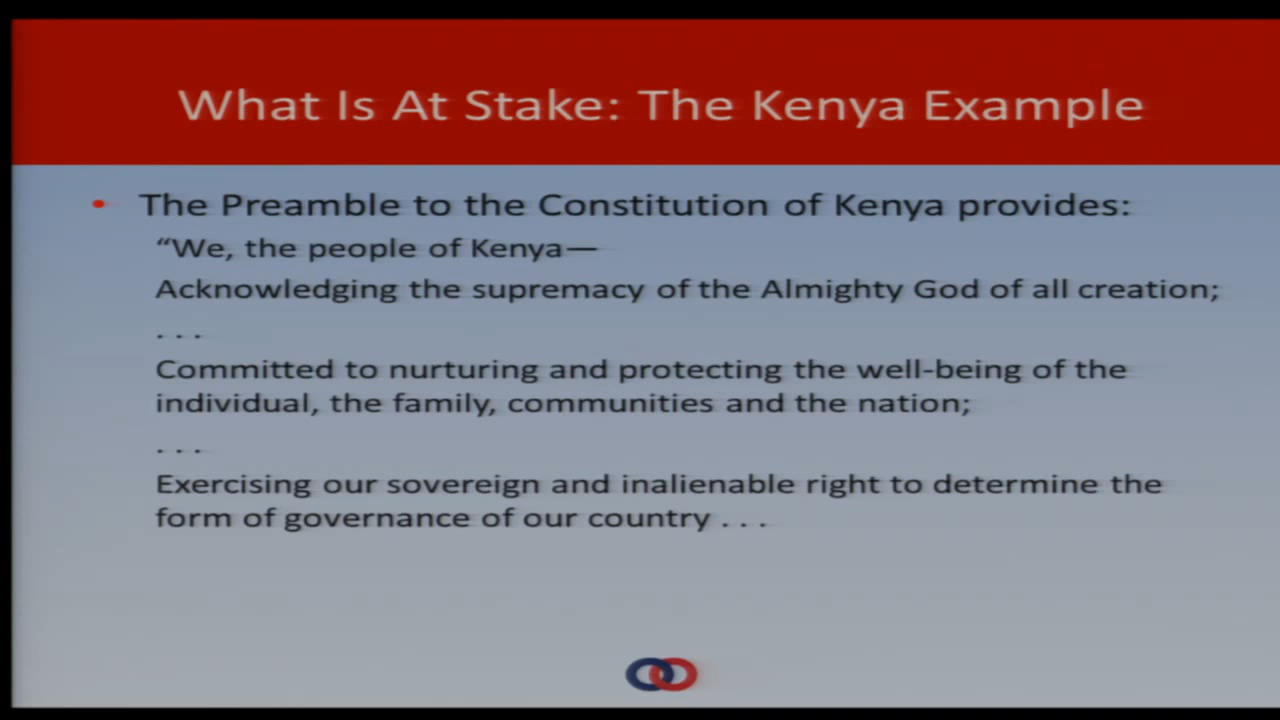 What Is At Stake: The Kenya Example
• The Preamble to the Constitution of Kenya provides:
“We, the people of Kenya—
Acknowledging the supremacy of the Almighty God of all creation;
. . .
Committed to nurturing and protecting the well-being of the
individual, the family, communities and the nation;
. . .
Exercising our sovereign and inalienable right to determine the
form of governance of our country . . .